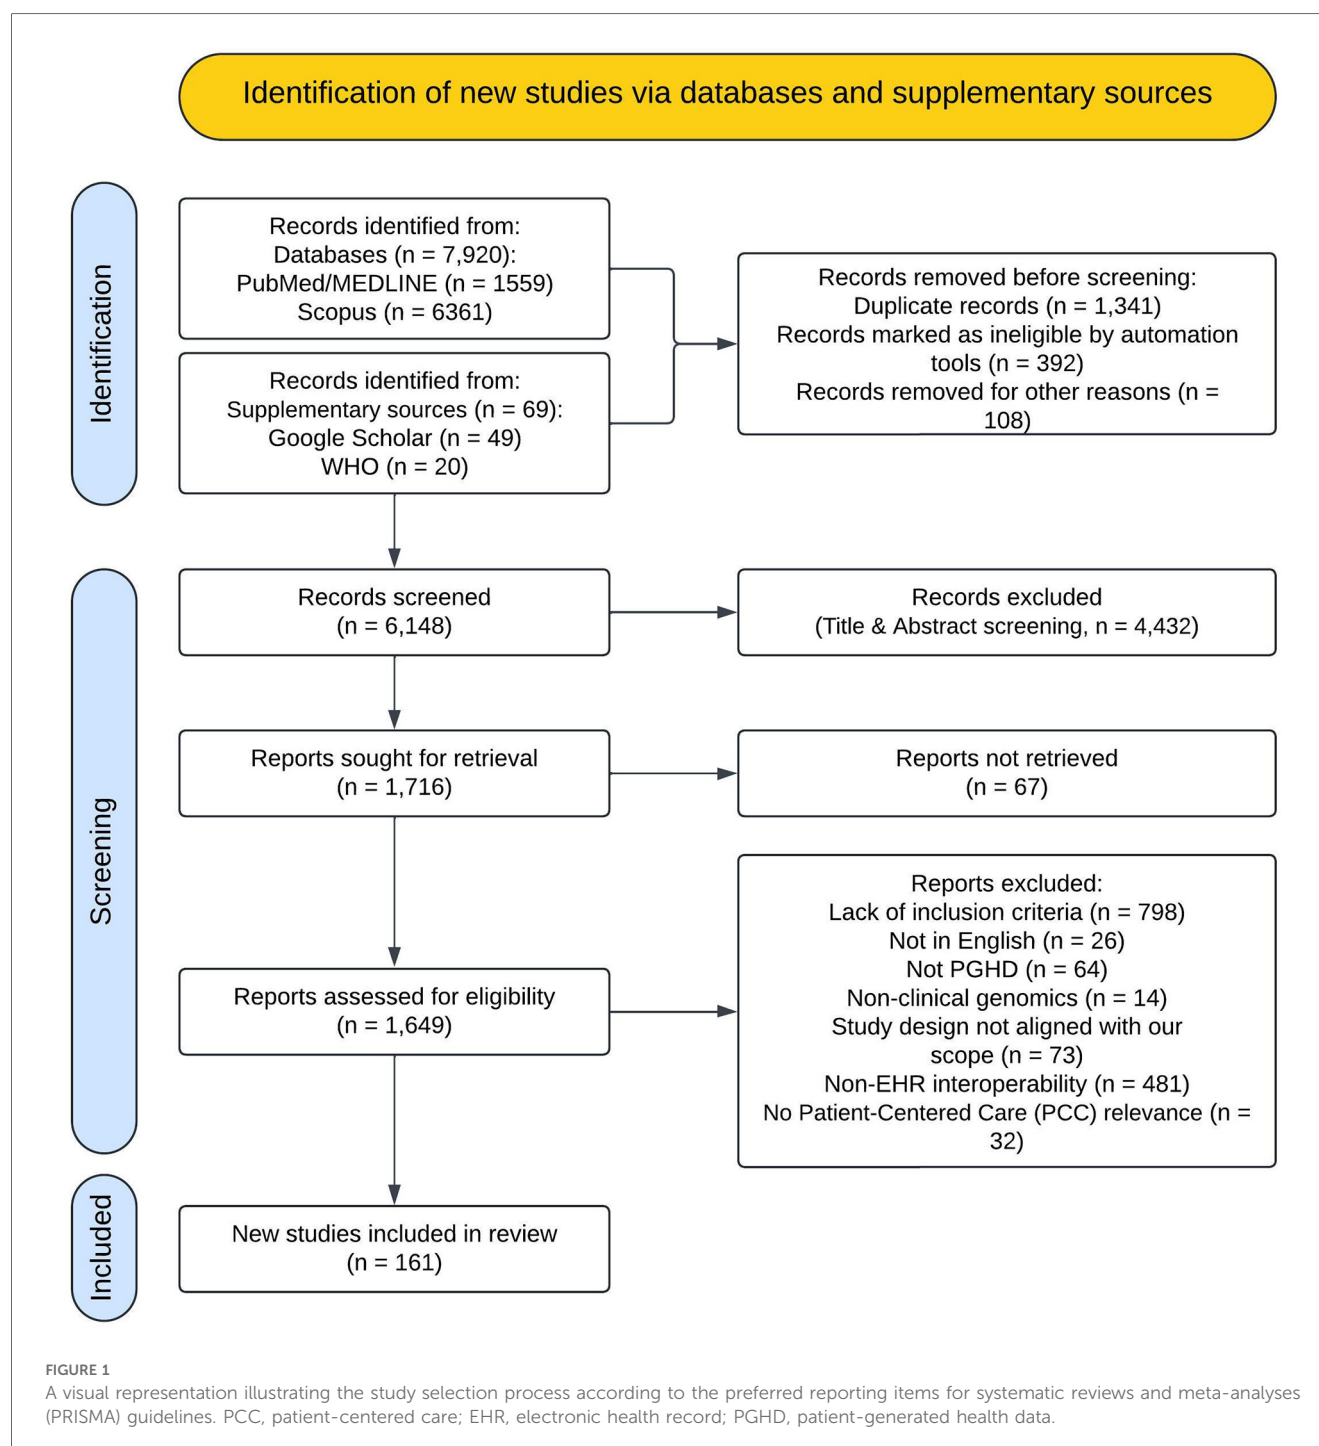 Identification of new studies via databases and supplementary sources
Identification
Records identified from:
Databases (n = 7,920):
PubMed/MEDLINE (n = 1559)
Scopus (n = 6361)
Records identified from:
Supplementary sources (n = 69):
Google Scholar (n = 49)
WHO (n = 20)
Records removed before screening:
Duplicate records (n = 1,341)
Records marked as ineligible by automation
tools (n = 392)
Records removed for other reasons (n =
108)
Screening
Records screened
(n = 6,148)
Records excluded
(Title & Abstract screening, n = 4,432)
Reports sought for retrieval
(n = 1,716)
Reports not retrieved
(n = 67)
Reports assessed for eligibility
(n = 1,649)
Reports excluded:
Lack of inclusion criteria (n = 798)
Not in English (n = 26)
Not PGHD (n = 64)
Non-clinical genomics (n = 14)
Study design not aligned with our
scope (n = 73)
Non-EHR interoperability (n = 481)
No Patient-Centered Care (PCC) relevance (n =
32)
Included
New studies included in review
(n = 161)
FIGURE 1
A visual representation illustrating the study selection process according to the preferred reporting items for systematic reviews and meta-analyses
(PRISMA) guidelines. PCC, patient-centered care; EHR, electronic health record; PGHD, patient-generated health data.